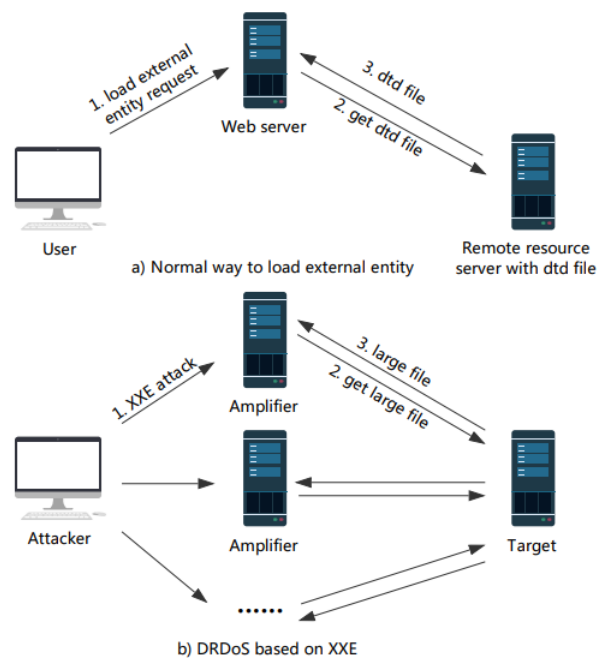 1. load external
entity request
Web server
3. dtd file
2. get dtd file
User
Remote resource
server with dtd file
a) Normal way to load external entity
1. XXE attack
Amplifier
3. large file
2. get large file
Attacker
Amplifier
Target
......
b) DRDoS based on XXE